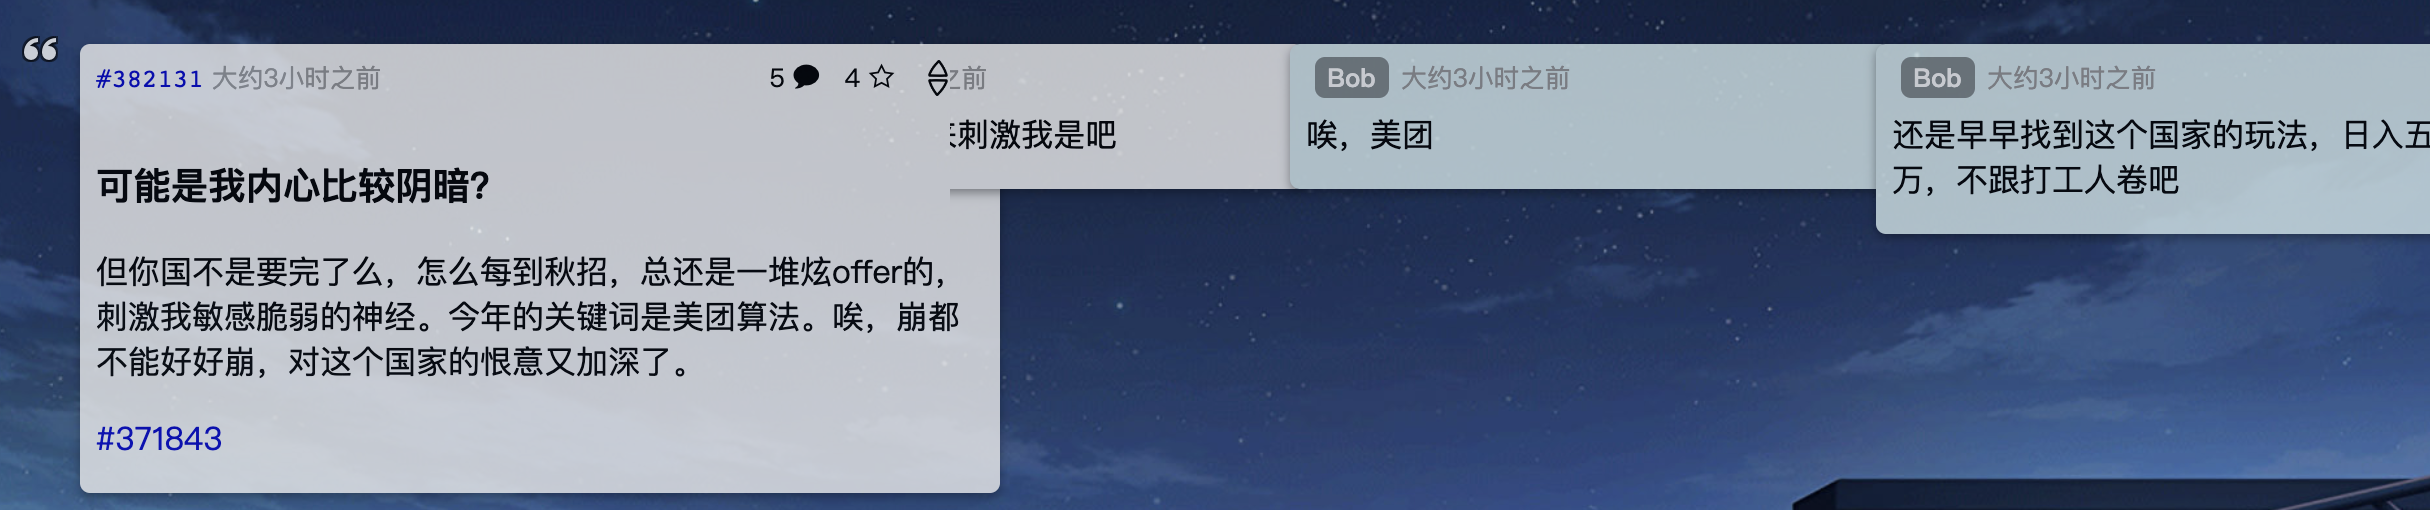 #382131 大约3小时之前 5 4
可能是我内心比较阴暗?
但你国不是要完了么，怎么每到秋招，总还是一堆炫offer的，
刺激我敏感脆弱的神经。今年的关键词是美团算法。唉，崩都
不能好好崩，对这个国家的恨意又加深了。
#371843
之前
刺激我是吧
Bob 大约3小时之前
唉，美团
Bob 大约3小时之前
还是早早找到这个国家的玩法，日入五
万，不跟打工人卷吧